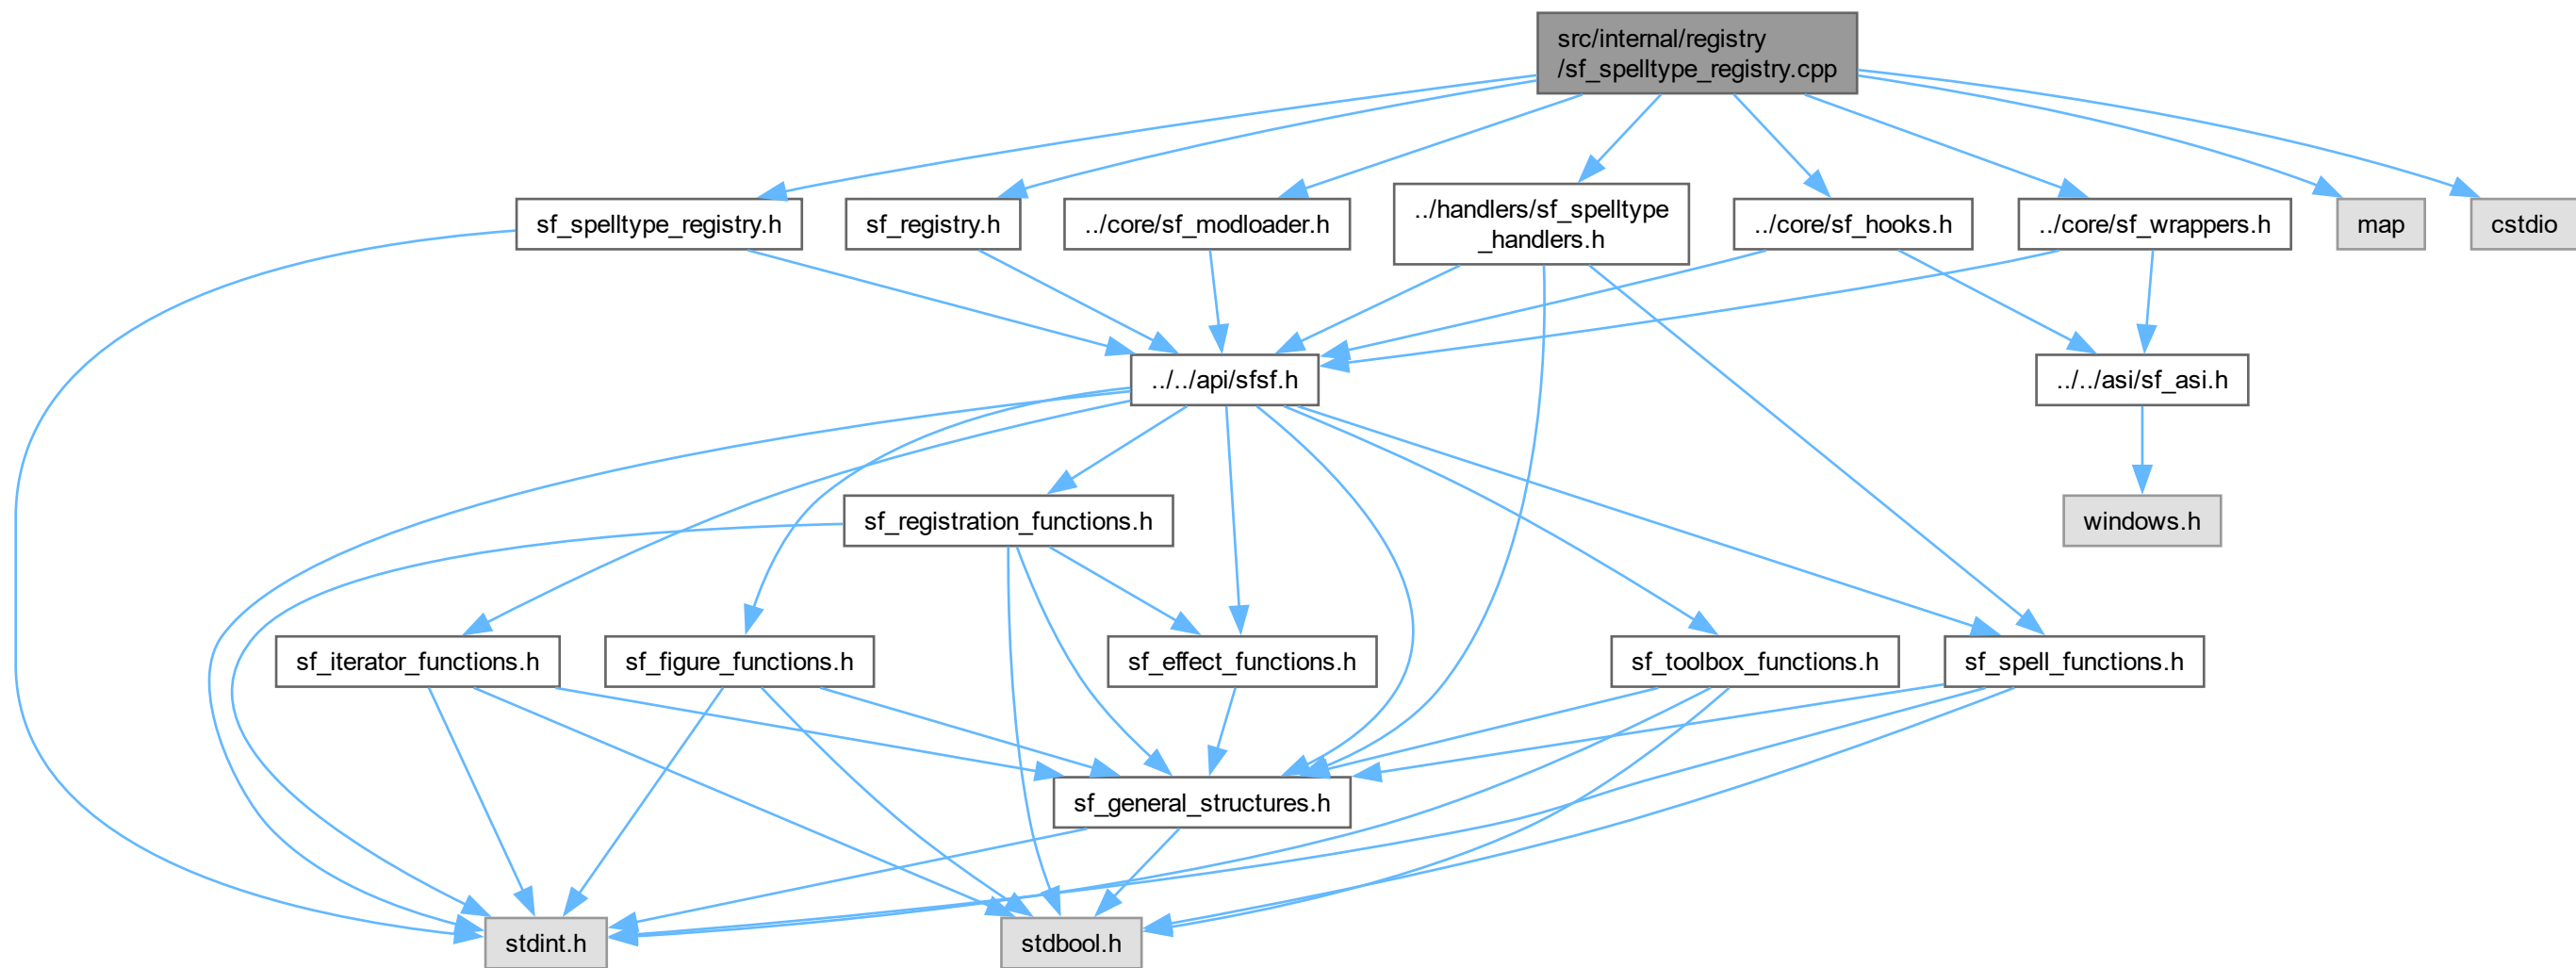 src/internal/registry
/sf_spelltype_registry.cpp
sf_spelltype_registry.h
sf_registry.h
../core/sf_modloader.h
../handlers/sf_spelltype
_handlers.h
../core/sf_hooks.h
../core/sf_wrappers.h
map
cstdio
../../api/sfsf.h
../../asi/sf_asi.h
sf_registration_functions.h
windows.h
sf_iterator_functions.h
sf_figure_functions.h
sf_effect_functions.h
sf_toolbox_functions.h
sf_spell_functions.h
sf_general_structures.h
stdint.h
stdbool.h